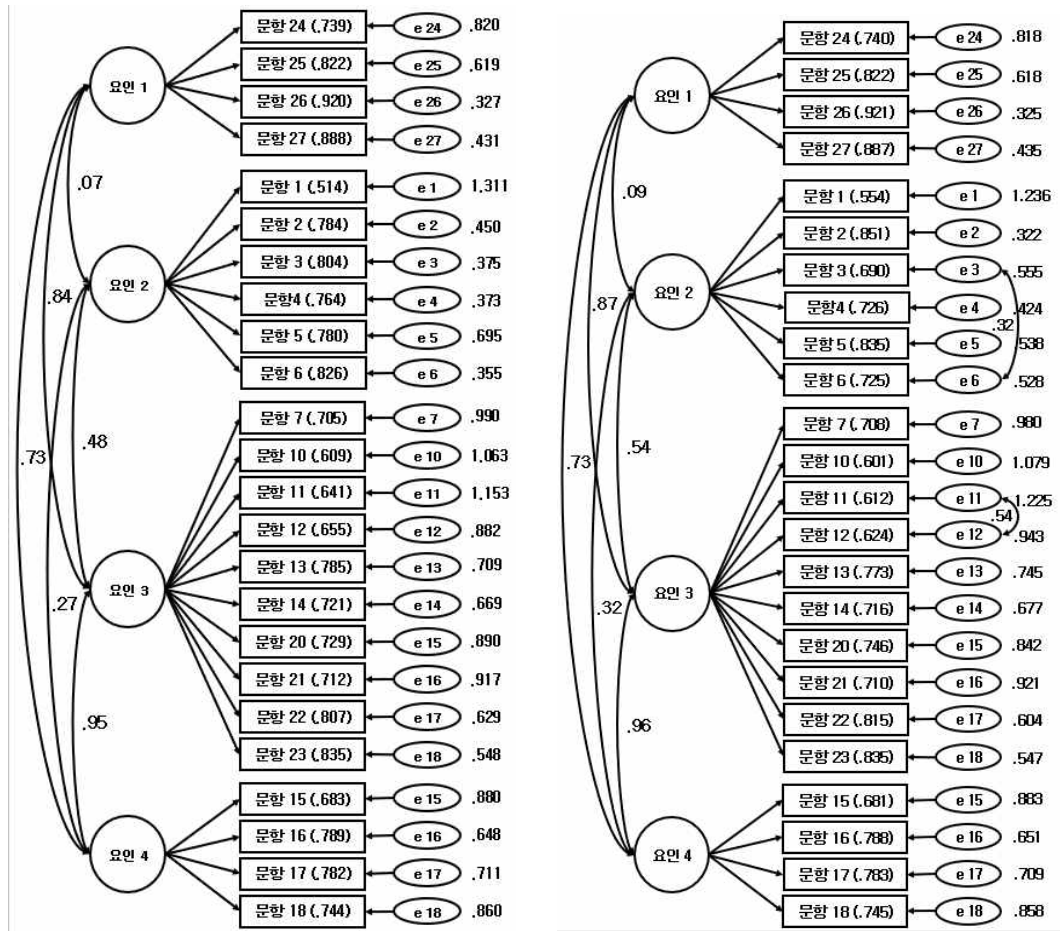 문항 24 (.739) e 24 .820
문항 25 (.822) e 25 .619
요인 1
문항 26 (.920) e 26 .327
문항 27 (.888) e 27 .431
.07
문항 1 (.514) e 1 1.311
문항 2 (.784) e 2 .450
문항 3 (.804) e 3 .375
요인 2
.84
문항4 (.764) e 4 .373
문항 5 (.780) e 5 .695
문항 6 (.826) e 6 .355
문항 7 (.705) e 7 .990
.48
.73
문항 10 (.609) e 10 1.063
문항 11 (.641) e 11 1.153
문항 12 (.655) e 12 .882
문항 13 (.785) e 13 .709
요인 3
.27
문항 14 (.721) e 14 .669
문항 20 (.729) e 15 .890
문항 21 (.712) e 16 .917
문항 22 (.807) e 17 .629
.95
문항 23 (.835) e 18 .548
문항 15 (.683) e 15 .880
문항 16 (.789) e 16 .648
요인 4
문항 17 (.782) e 17 .711
문항 18 (.744) e 18 .860
문항 24 (.740) e 24 .818
문항 25 (.822) e 25 .618
요인 1
문항 26 (.921) e 26 .325
문항 27 (.887) e 27 .435
.09
문항 1 (.554) e 1 1.236
문항 2 (.851) e 2 .322
문항 3 (.690) e 3 .555
요인 2
.87
문항4 (.726) e 4 .424
.32
문항 5 (.835) e 5 .538
문항 6 (.725) e 6 .528
문항 7 (.708) e 7 .980
.54
.73
문항 10 (.601) e 10 1.079
문항 11 (.612) e 11 1.225
.54
문항 12 (.624) e 12 .943
문항 13 (.773) e 13 .745
요인 3
.32
문항 14 (.716) e 14 .677
문항 20 (.746) e 15 .842
문항 21 (.710) e 16 .921
문항 22 (.815) e 17 .604
.96
문항 23 (.835) e 18 .547
문항 15 (.681) e 15 .883
문항 16 (.788) e 16 .651
요인 4
문항 17 (.783) e 17 .709
문항 18 (.745) e 18 .858